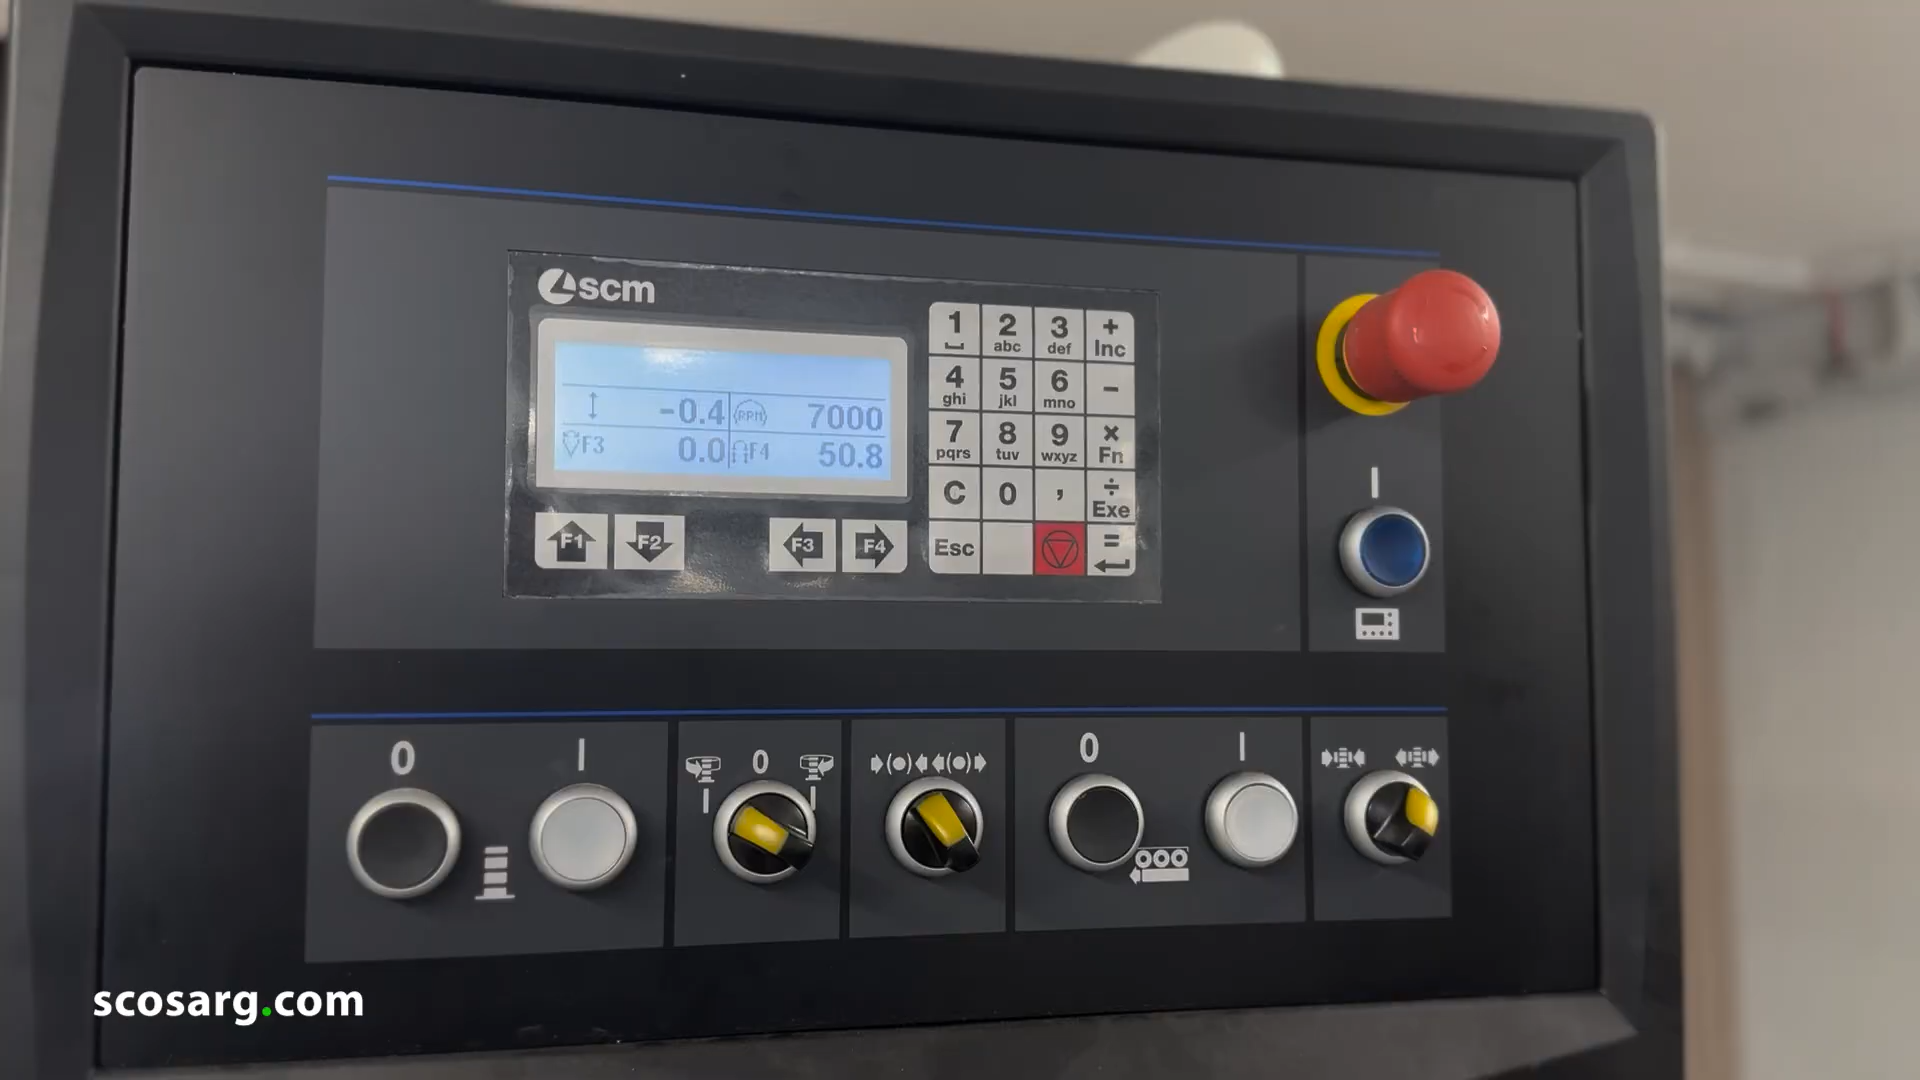 scm
-0.4 RPM 7000
F3 0.0 F4 50.8
F1 F2 F3 F4
1 2 abc 3 def + Inc
4 ghi 5 jkl 6 mno -
7 pqrs 8 tuv 9 wxyz × Fn
C 0 , ÷ Exe
Esc =
I
0 I
0
I I
0 I
scosarg.com